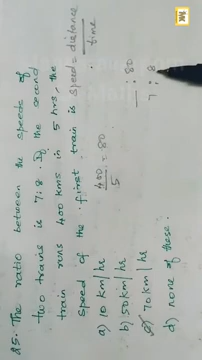 25. The ratio between the speeds of
two trains is 7:8. If the second
train runs 400 kms in 5 hrs, the
speed of the first train is
a) 10 km/hr
b) 50 km/hr
c) 70 km/hr
d) none of these.
speed = distance
time
400
5
= 80
_ : 80
7 : 8